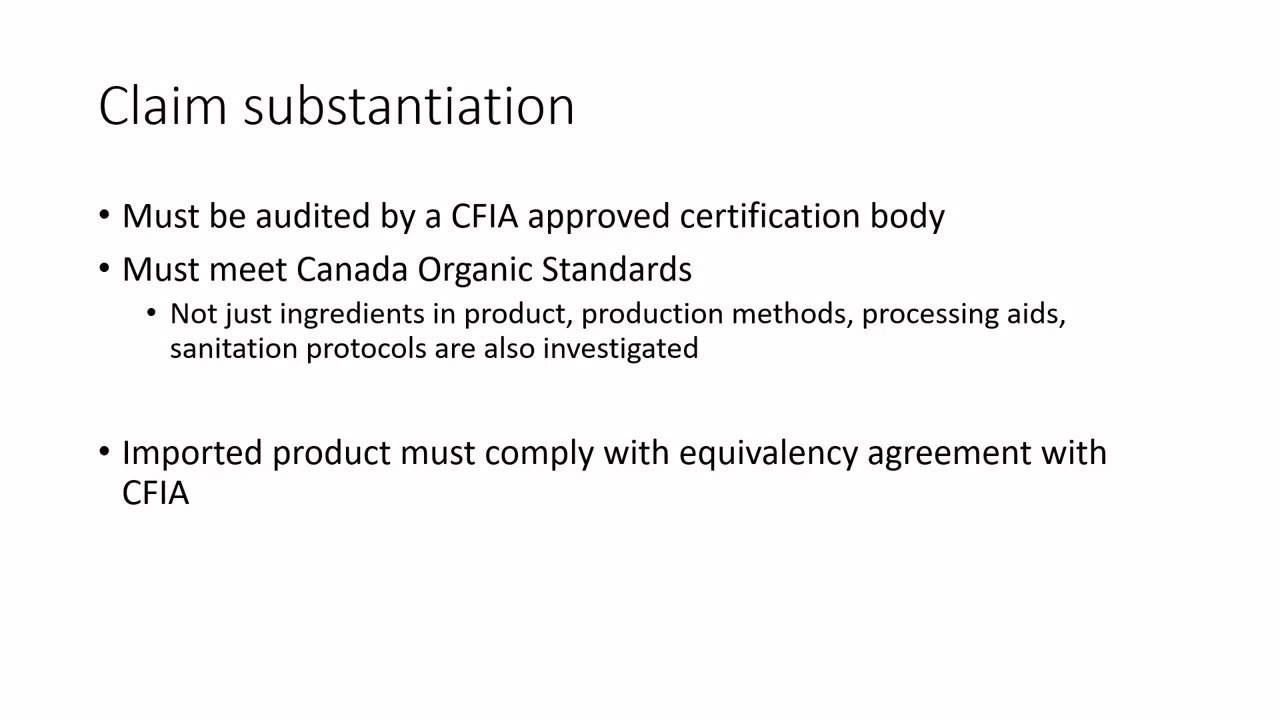 Claim substantiation
• Must be audited by a CFIA approved certification body
• Must meet Canada Organic Standards
• Not just ingredients in product, production methods, processing aids,
sanitation protocols are also investigated
• Imported product must comply with equivalency agreement with
CFIA